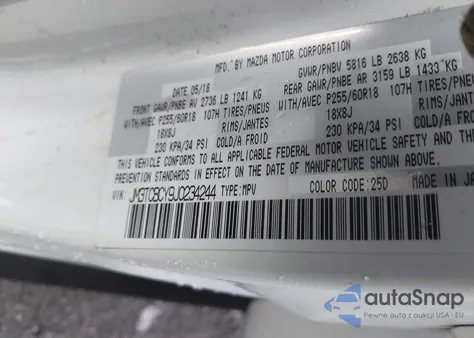 MFD. BY MAZDA MOTOR CORPORATION
DATE 05/18
GVWR/PNBV 5816 LB 2638 KG
FRONT GAWR/PNBE AV 2736 LB 1241 KG
REAR GAWR/PNBE AR 3159 LB 1433 KG
WITH/AVEC P255/60R18 107H TIRES/PNEUS
WITH/AVEC P255/60R18 107H TIRES/PNEUS
18X8J RIMS/JANTES
18X8J RIMS/JANTES
230 KPA/34 PSI COLD/A FROID
230 KPA/34 PSI COLD/A FROID
THIS VEHICLE CONFORMS TO ALL APPLICABLE FEDERAL MOTOR VEHICLE SAFETY
PREVENTION STANDARDS IN EFFECT ON THE DATE OF MANUFACTURE SHOWN ABOVE.
VIN: JM3TCBCY9J0234244 TYPE:MPV COLOR CODE:25D MADE IN JA
autoSnap
Pewne auta z aukcji USA i EU